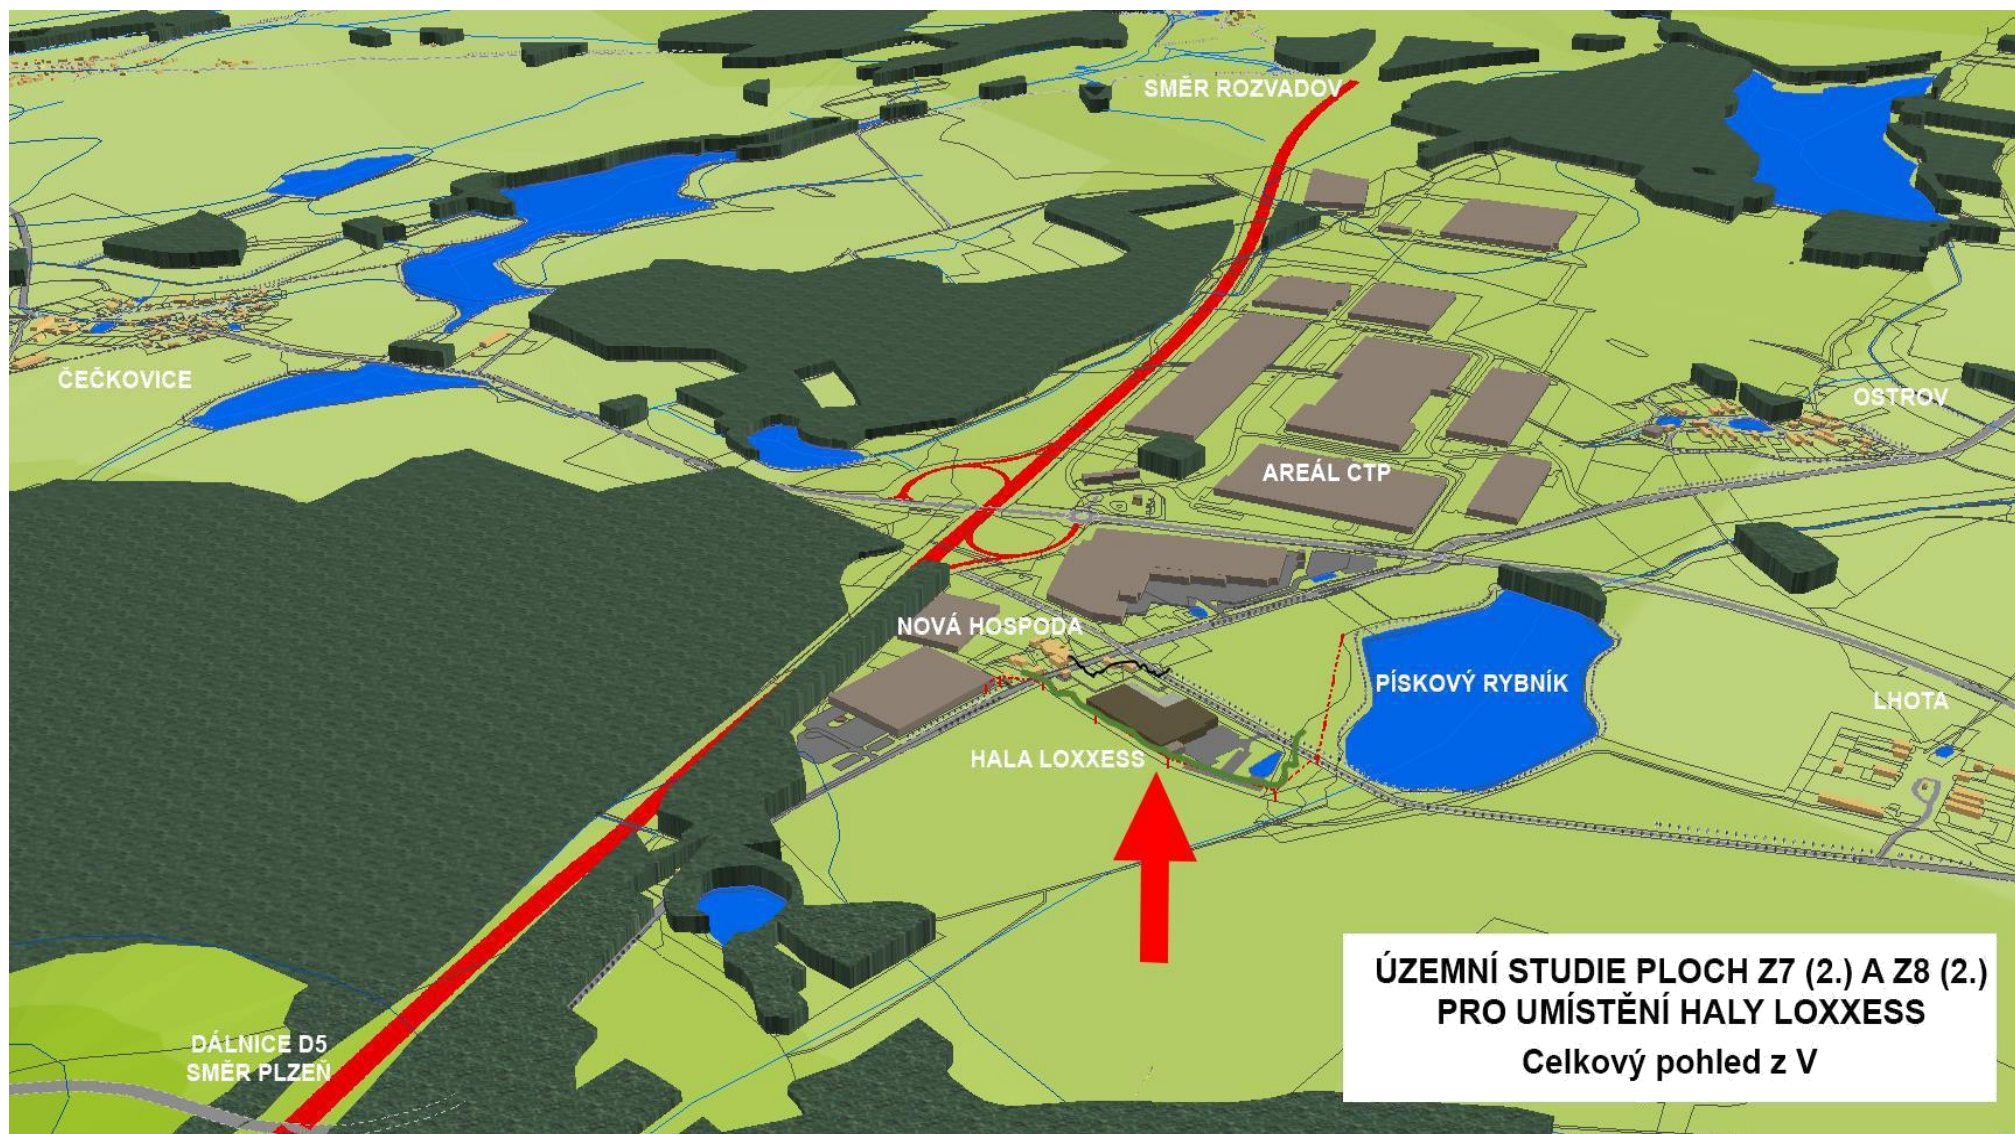 SMĚR ROZVADOV
ČEČKOVICE
OSTROV
AREÁL CTP
NOVÁ HOSPODA
PÍSKOVÝ RYBNÍK
LHOTA
HALA LOXXESS
ÚZEMNÍ STUDIE PLOCH Z7 (2.) A Z8 (2.)
PRO UMÍSTĚNÍ HALY LOXXESS
Celkový pohled z V
DÁLNICE D5
SMĚR PLZEŇ